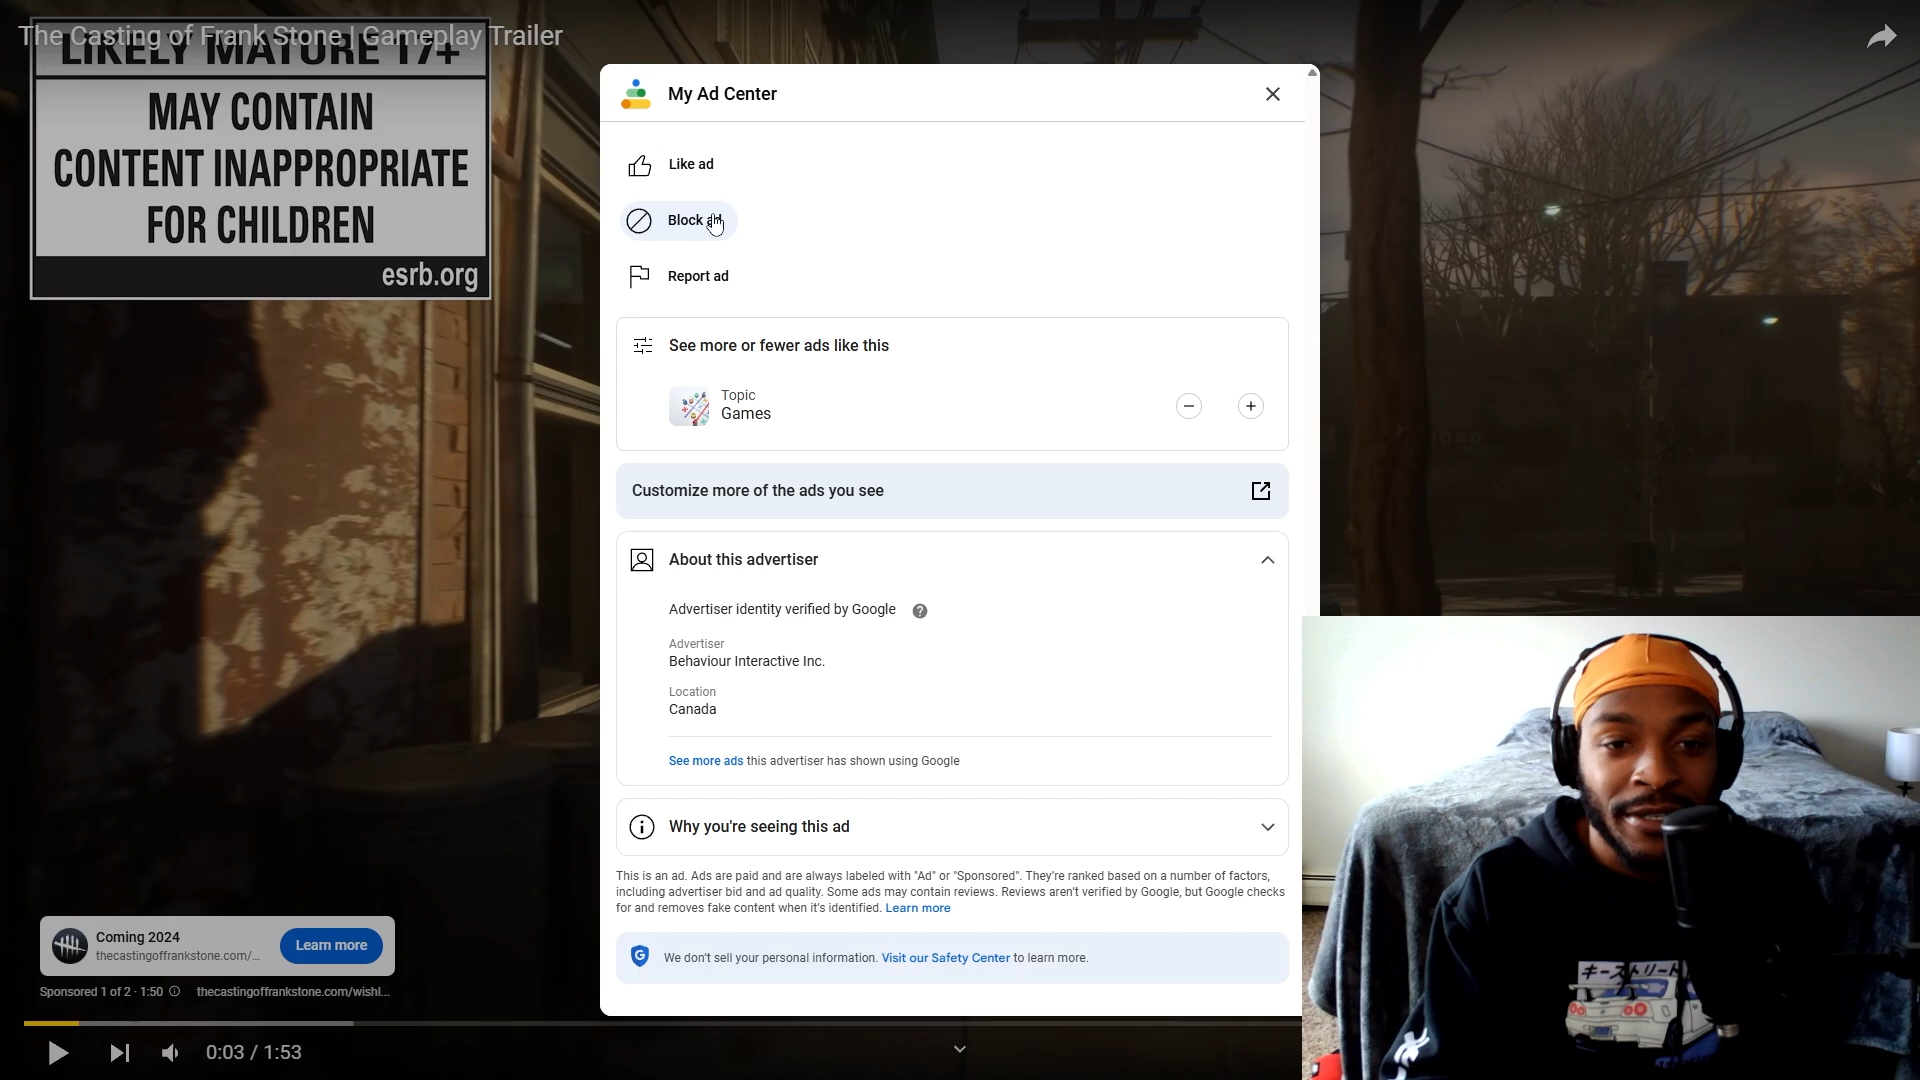 The Casting of Frank Stone | Gameplay Trailer
LIKELY MATURE 17+
MAY CONTAIN
CONTENT INAPPROPRIATE
FOR CHILDREN
esrb.org
My Ad Center
Like ad
Block ad
Report ad
See more or fewer ads like this
Topic
Games
Customize more of the ads you see
About this advertiser
Advertiser identity verified by Google
Advertiser
Behaviour Interactive Inc.
Location
Canada
See more ads this advertiser has shown using Google
Why you're seeing this ad
This is an ad. Ads are paid and are always labeled with "Ad" or "Sponsored". They're ranked based on a number of factors,
including advertiser bid and ad quality. Some ads may contain reviews. Reviews aren't verified by Google, but Google checks
for and removes fake content when it's identified. Learn more
We don't sell your personal information. Visit our Safety Center to learn more.
Coming 2024
thecastingoffrankstone.com/...
Learn more
Sponsored 1 of 2 · 1:50 thecastingoffrankstone.com/wishl...
0:03 / 1:53
キーストリート